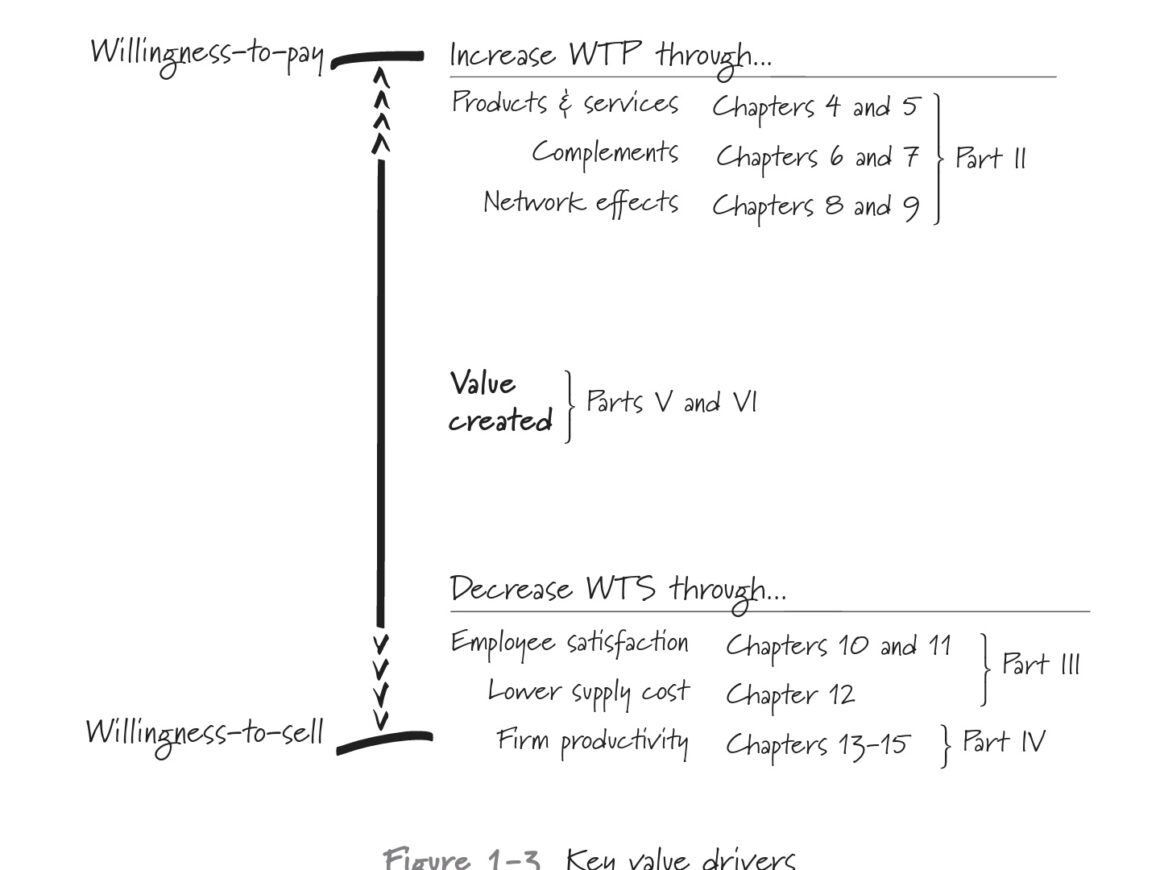 Willingness-to-pay
Increase WTP through...
Products & services Chapters 4 and 5
Complements Chapters 6 and 7
Part II
Network effects Chapters 8 and 9
Value
created
Parts V and VI
Decrease WTS through...
Employee satisfaction Chapters 10 and 11
Part III
Lower supply cost Chapter 12
Willingness-to-sell
Firm productivity Chapters 13-15
Part IV
Figure 1-3 Key value drivers